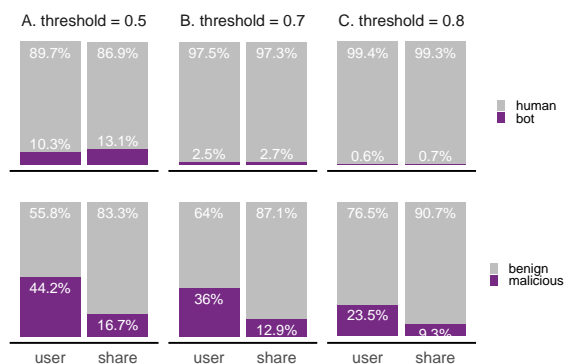 A. threshold = 0.5 B. threshold = 0.7 C. threshold = 0.8
89.7% 86.9% 97.5% 97.3% 99.4% 99.3%
human
bot
10.3% 13.1% 2.5% 2.7% 0.6% 0.7%
55.8% 83.3% 64% 87.1% 76.5% 90.7%
benign
malicious
44.2% 16.7% 36% 12.9% 23.5% 9.3%
user share user share user share